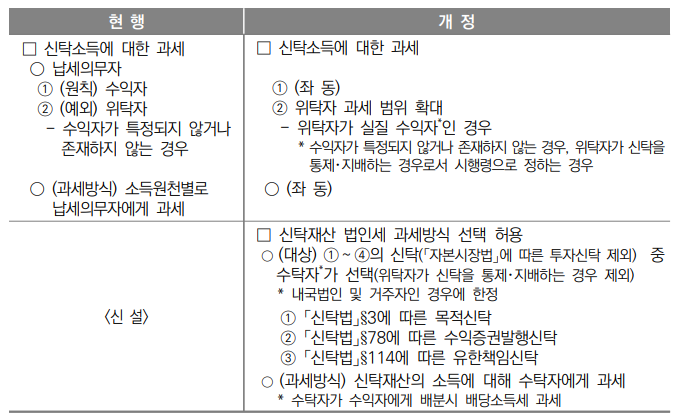 현 행
개 정
□ 신탁소득에 대한 과세
○ 납세의무자
① (원칙) 수익자
② (예외) 위탁자
- 수익자가 특정되지 않거나
존재하지 않는 경우
○ (과세방식) 소득원천별로
납세의무자에게 과세
□ 신탁소득에 대한 과세
① (좌 동)
② 위탁자 과세 범위 확대
- 위탁자가 실질 수익자*인 경우
* 수익자가 특정되지 않거나 존재하지 않는 경우, 위탁자가 신탁을
통제·지배하는 경우로서 시행령으로 정하는 경우
○ (좌 동)
<신 설>
□ 신탁재산 법인세 과세방식 선택 허용
○ (대상) ① ~ ④의 신탁(「자본시장법」에 따른 투자신탁 제외) 중
수탁자*가 선택(위탁자가 신탁을 통제·지배하는 경우 제외)
* 내국법인 및 거주자인 경우에 한정
① 「신탁법」§3에 따른 목적신탁
② 「신탁법」§78에 따른 수익증권발행신탁
③ 「신탁법」§114에 따른 유한책임신탁
○ (과세방식) 신탁재산의 소득에 대해 수탁자에게 과세
* 수탁자가 수익자에게 배분시 배당소득세 과세